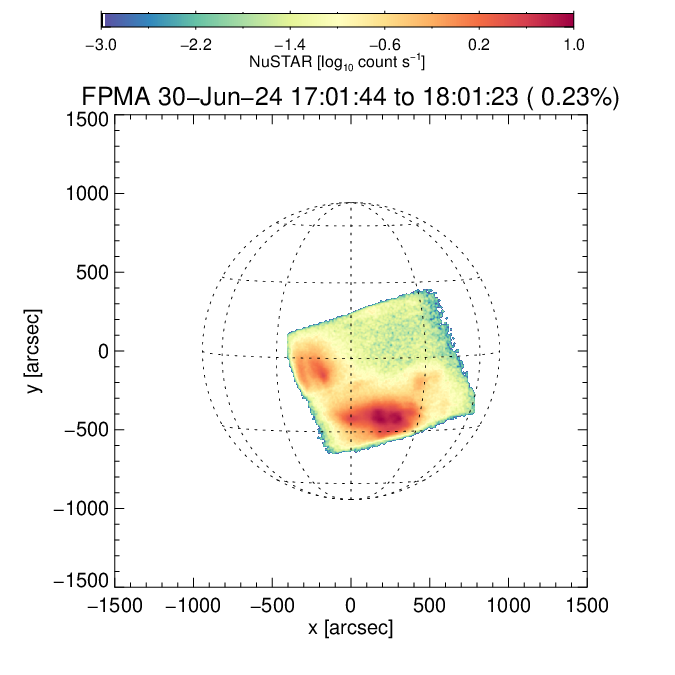 −3.0 −2.2 −1.4 −0.6 0.2 1.0
NuSTAR [log10 count s−1]
FPMA 30−Jun−24 17:01:44 to 18:01:23 ( 0.23%)
1500
1000
500
0
−500
−1000
−1500
y [arcsec]
−1500 −1000 −500 0 500 1000 1500
x [arcsec]